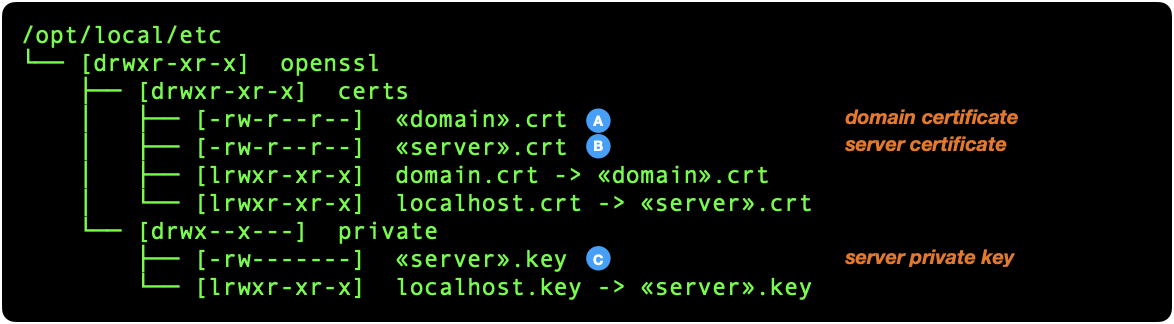 /opt/local/etc
└── [drwxr-xr-x]  openssl
    ├── [drwxr-xr-x]  certs
    │   ├── [-rw-r--r--]  «domain».crt A domain certificate
    │   ├── [-rw-r--r--]  «server».crt B server certificate
    │   ├── [lrwxr-xr-x]  domain.crt -> «domain».crt
    │   └── [lrwxr-xr-x]  localhost.crt -> «server».crt
    └── [drwx--x---]  private
        ├── [-rw-------]  «server».key C server private key
        └── [lrwxr-xr-x]  localhost.key -> «server».key